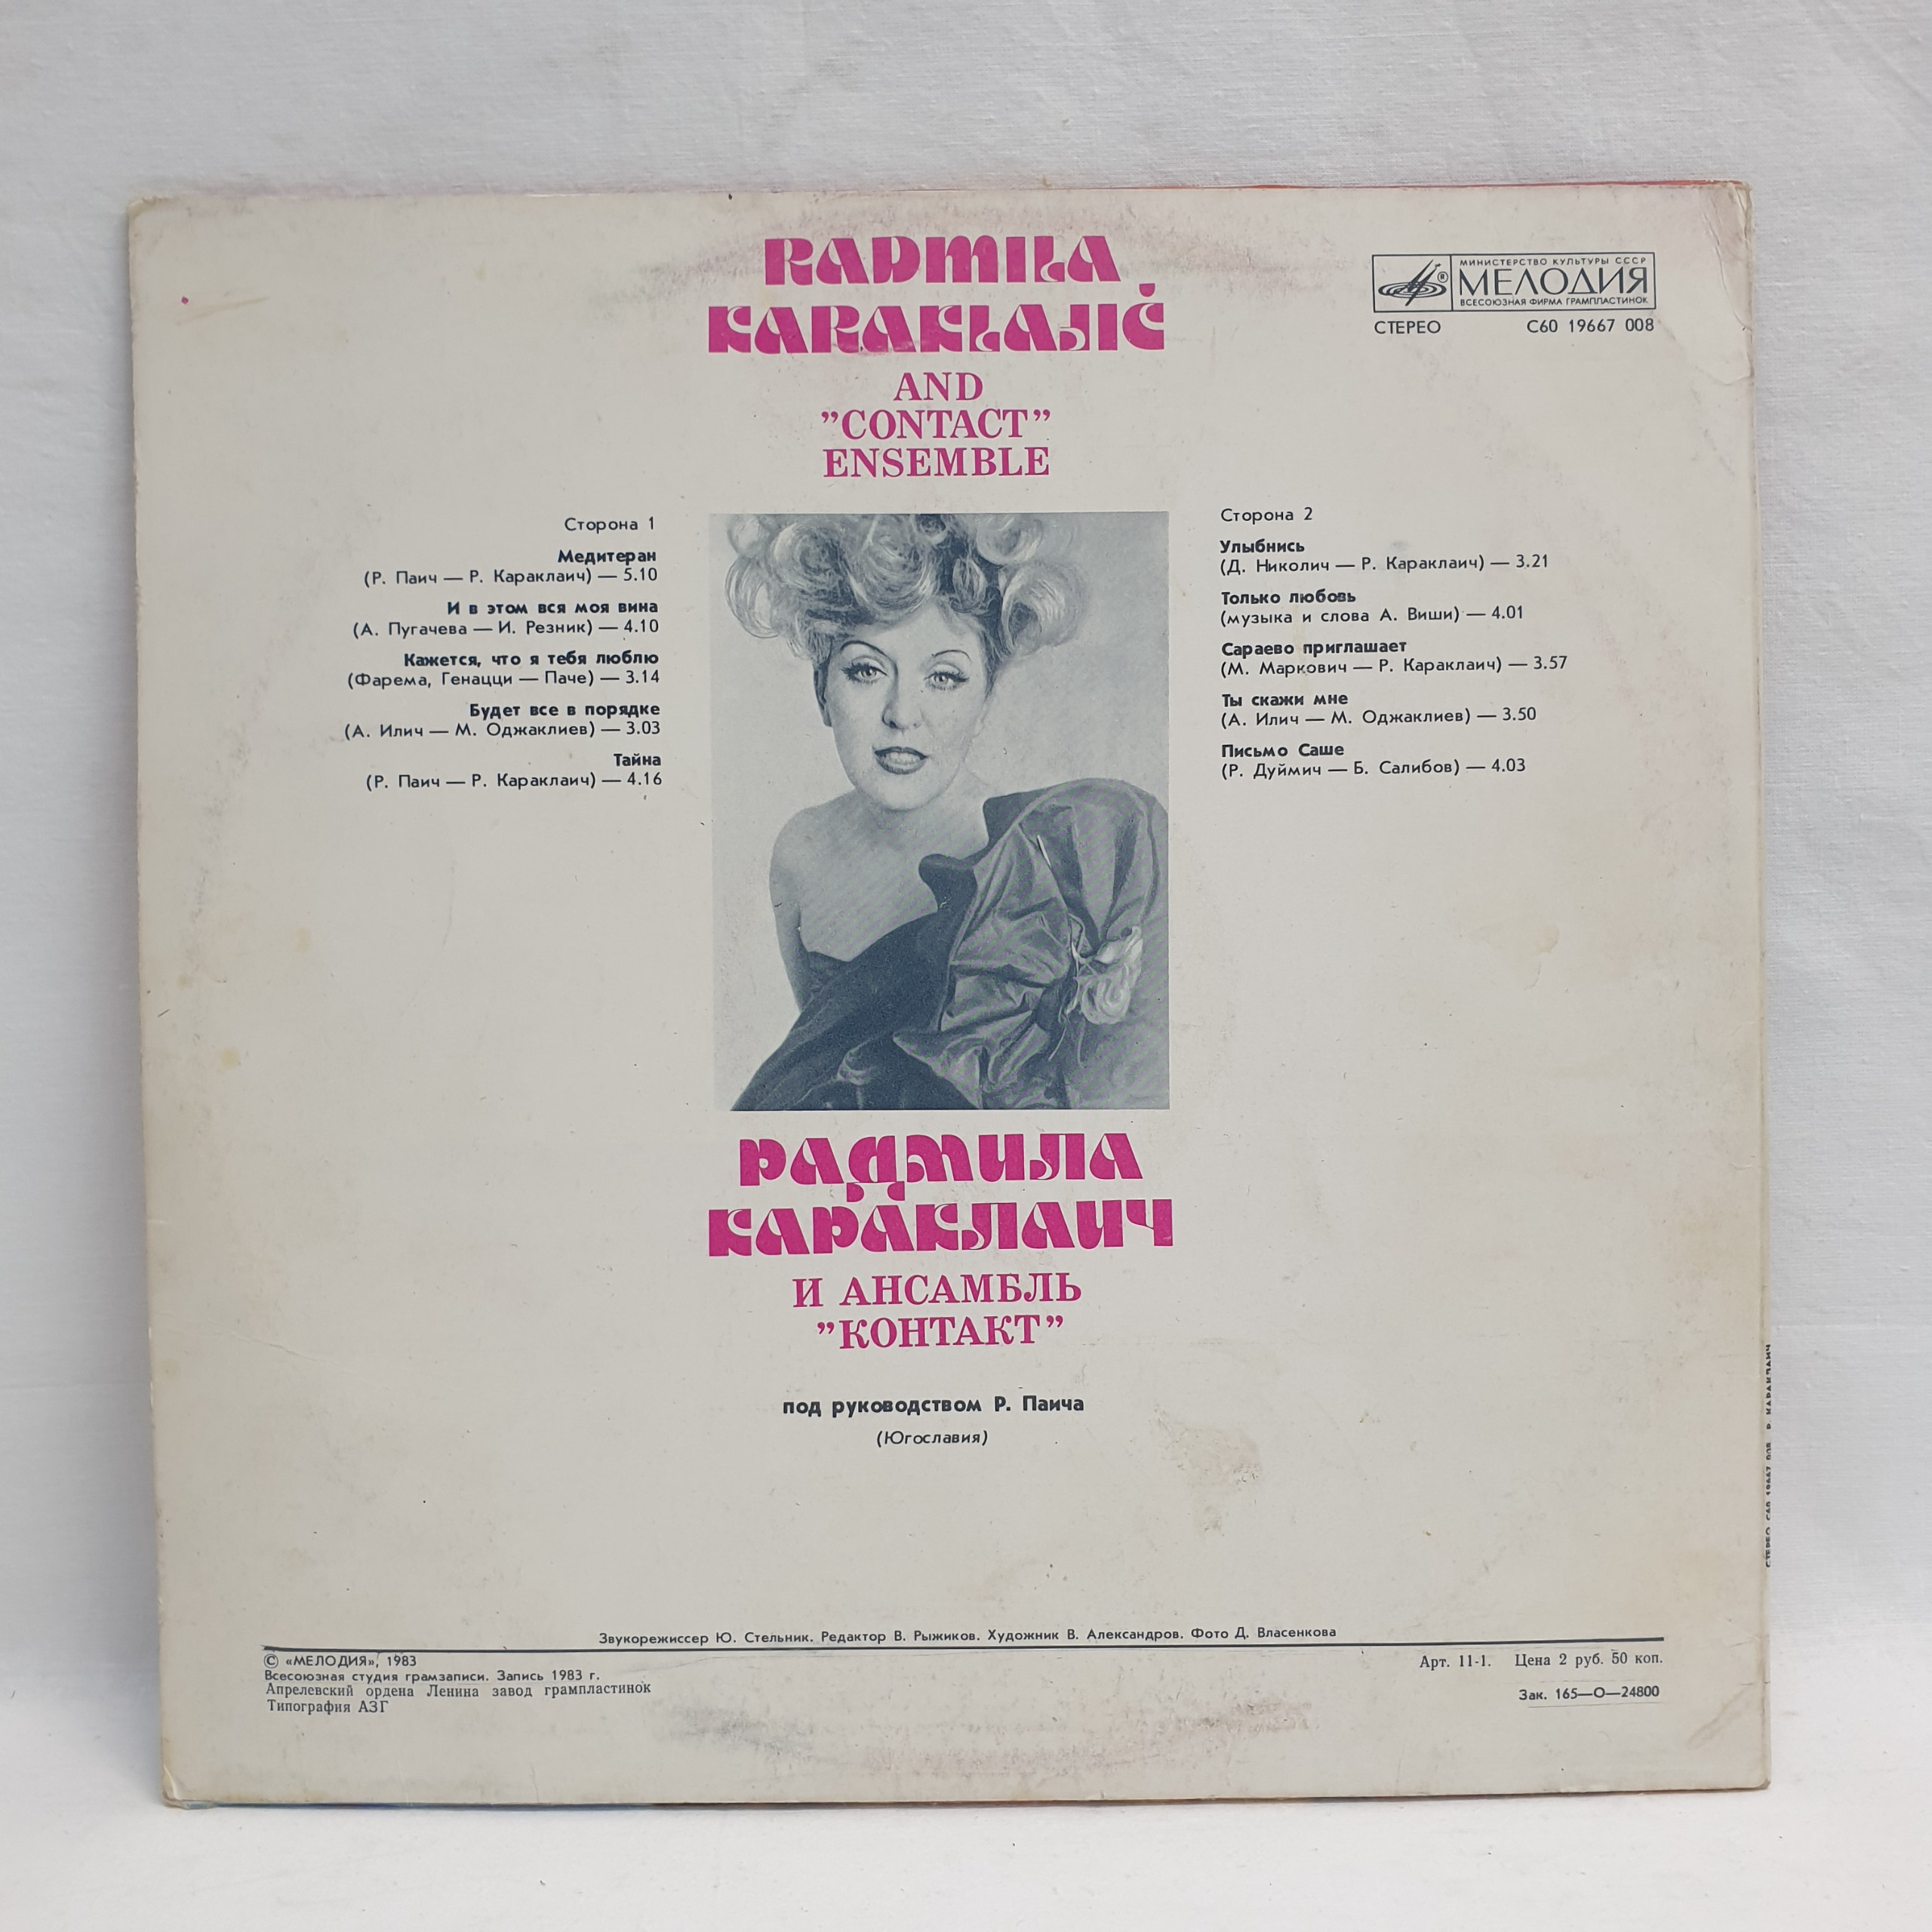 RADMILA
KARAKLAJIĆ
AND
”CONTACT”
ENSEMBLE
МИНИСТЕРСТВО КУЛЬТУРЫ СССР
МЕЛОДИЯ
ВСЕСОЮЗНАЯ ФИРМА ГРАМПЛАСТИНОК
СТЕРЕО С60 19667 008
Сторона 1
Медитеран
(Р. Паич — Р. Караклаич) — 5.10
И в этом вся моя вина
(А. Пугачева — И. Резник) — 4.10
Кажется, что я тебя люблю
(Фарема, Генацци — Паче) — 3.14
Будет все в порядке
(А. Илич — М. Оджаклиев) — 3.03
Тайна
(Р. Паич — Р. Караклаич) — 4.16
Сторона 2
Улыбнись
(Д. Николич — Р. Караклаич) — 3.21
Только любовь
(музыка и слова А. Виши) — 4.01
Сараево приглашает
(М. Маркович — Р. Караклаич) — 3.57
Ты скажи мне
(А. Илич — М. Оджаклиев) — 3.50
Письмо Саше
(Р. Дуймич — Б. Салибов) — 4.03
РАДМИЛА
КАРАКЛАИЧ
И АНСАМБЛЬ
”КОНТАКТ”
под руководством Р. Паича
(Югославия)
СТЕРЕО С60 19667 008 Р. КАРАКЛАИЧ
Звукорежиссер Ю. Стельник. Редактор В. Рыжиков. Художник В. Александров. Фото Д. Власенкова
© «МЕЛОДИЯ», 1983
Всесоюзная студия грамзаписи. Запись 1983 г.
Апрелевский ордена Ленина завод грампластинок
Типография АЗГ
Арт. 11-1. Цена 2 руб. 50 коп.
Зак. 165—О—24800